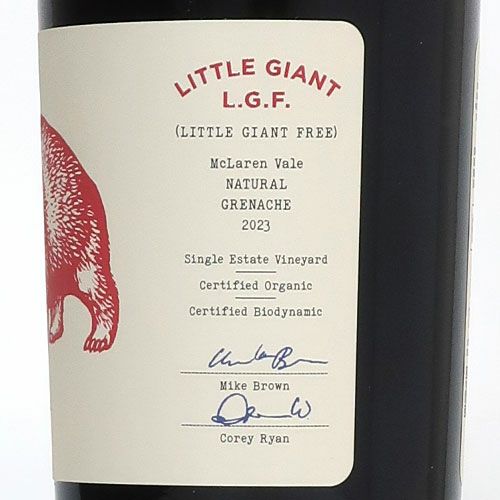 LITTLE GIANT
L.G.F.
(LITTLE GIANT FREE)
McLaren Vale
NATURAL
GRENACHE
2023
Single Estate Vineyard
Certified Organic
Certified Biodynamic
Mike Brown
Corey Ryan